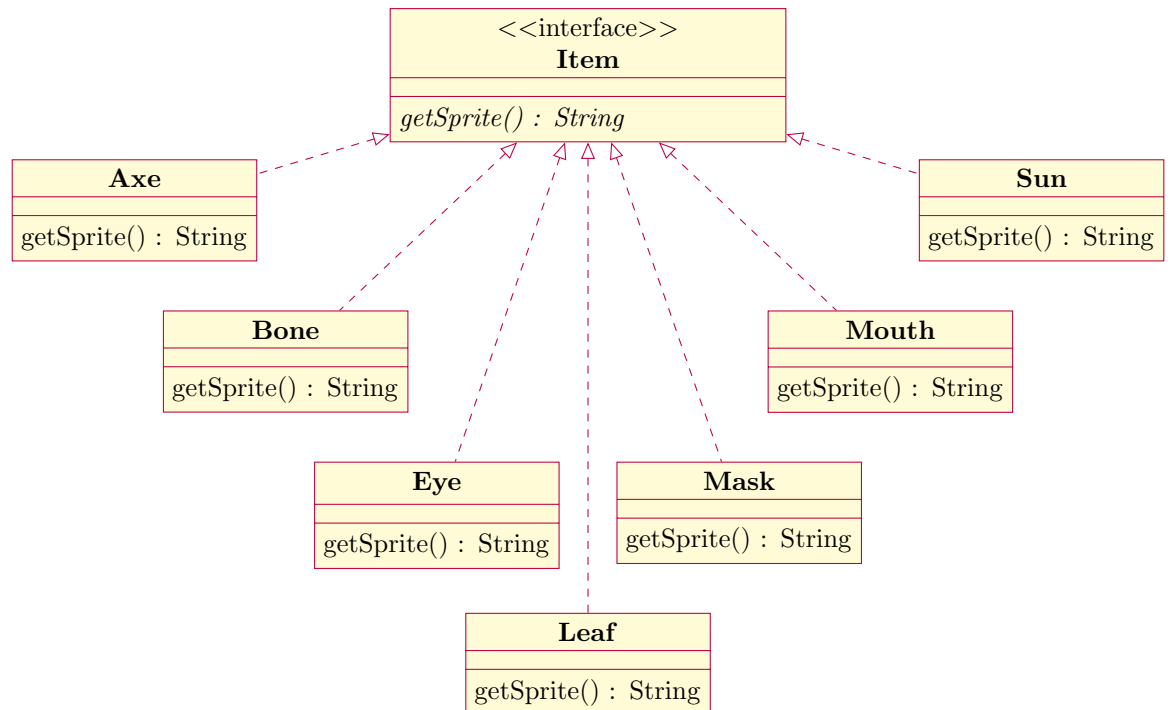 <<interface>>
Item
getSprite() : String
Axe
getSprite() : String
Sun
getSprite() : String
Bone
getSprite() : String
Mouth
getSprite() : String
Eye
getSprite() : String
Mask
getSprite() : String
Leaf
getSprite() : String